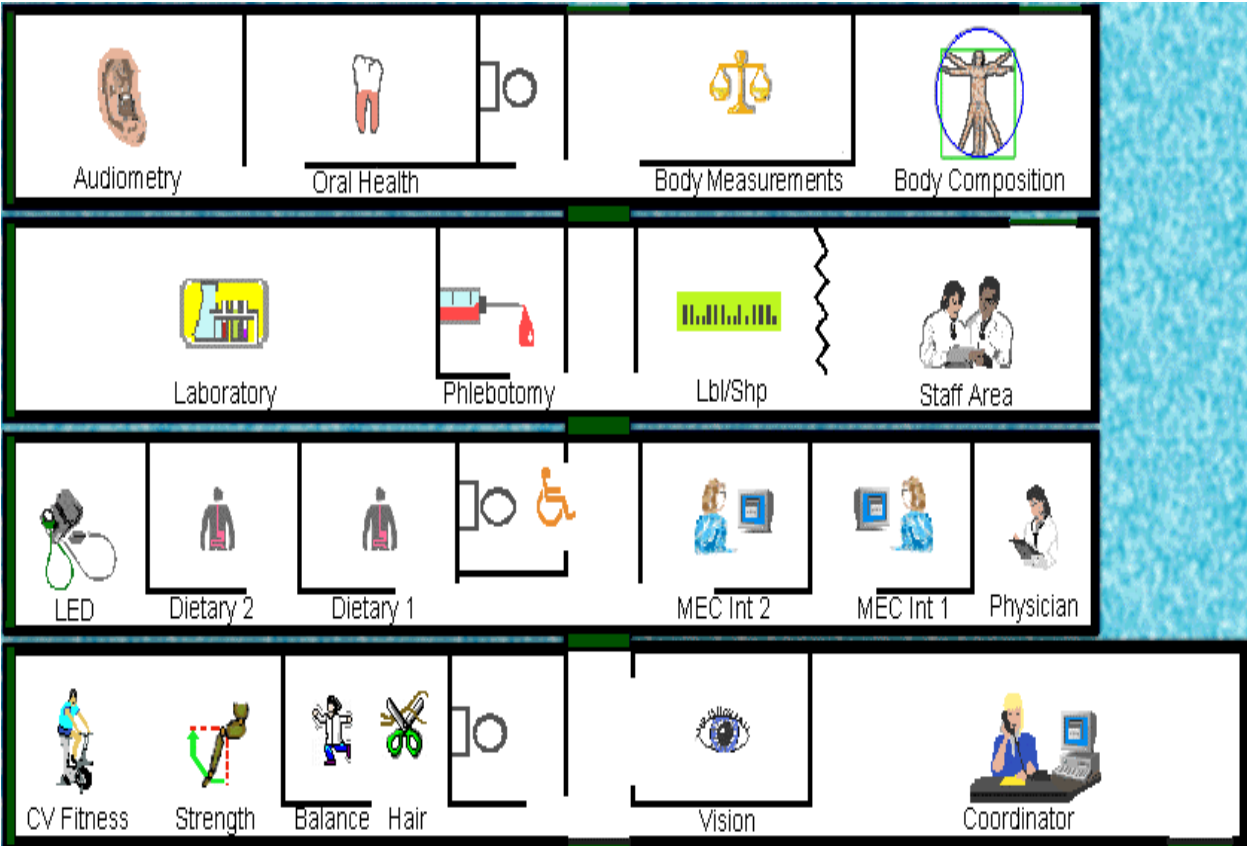 Audiometry
Oral Health
Body Measurements
Body Composition
Laboratory
Phlebotomy
Lbl/Shp
Staff Area
LED
Dietary 2
Dietary 1
MEC Int 2
MEC Int 1
Physician
CV Fitness
Strength
Balance
Hair
Vision
Coordinator